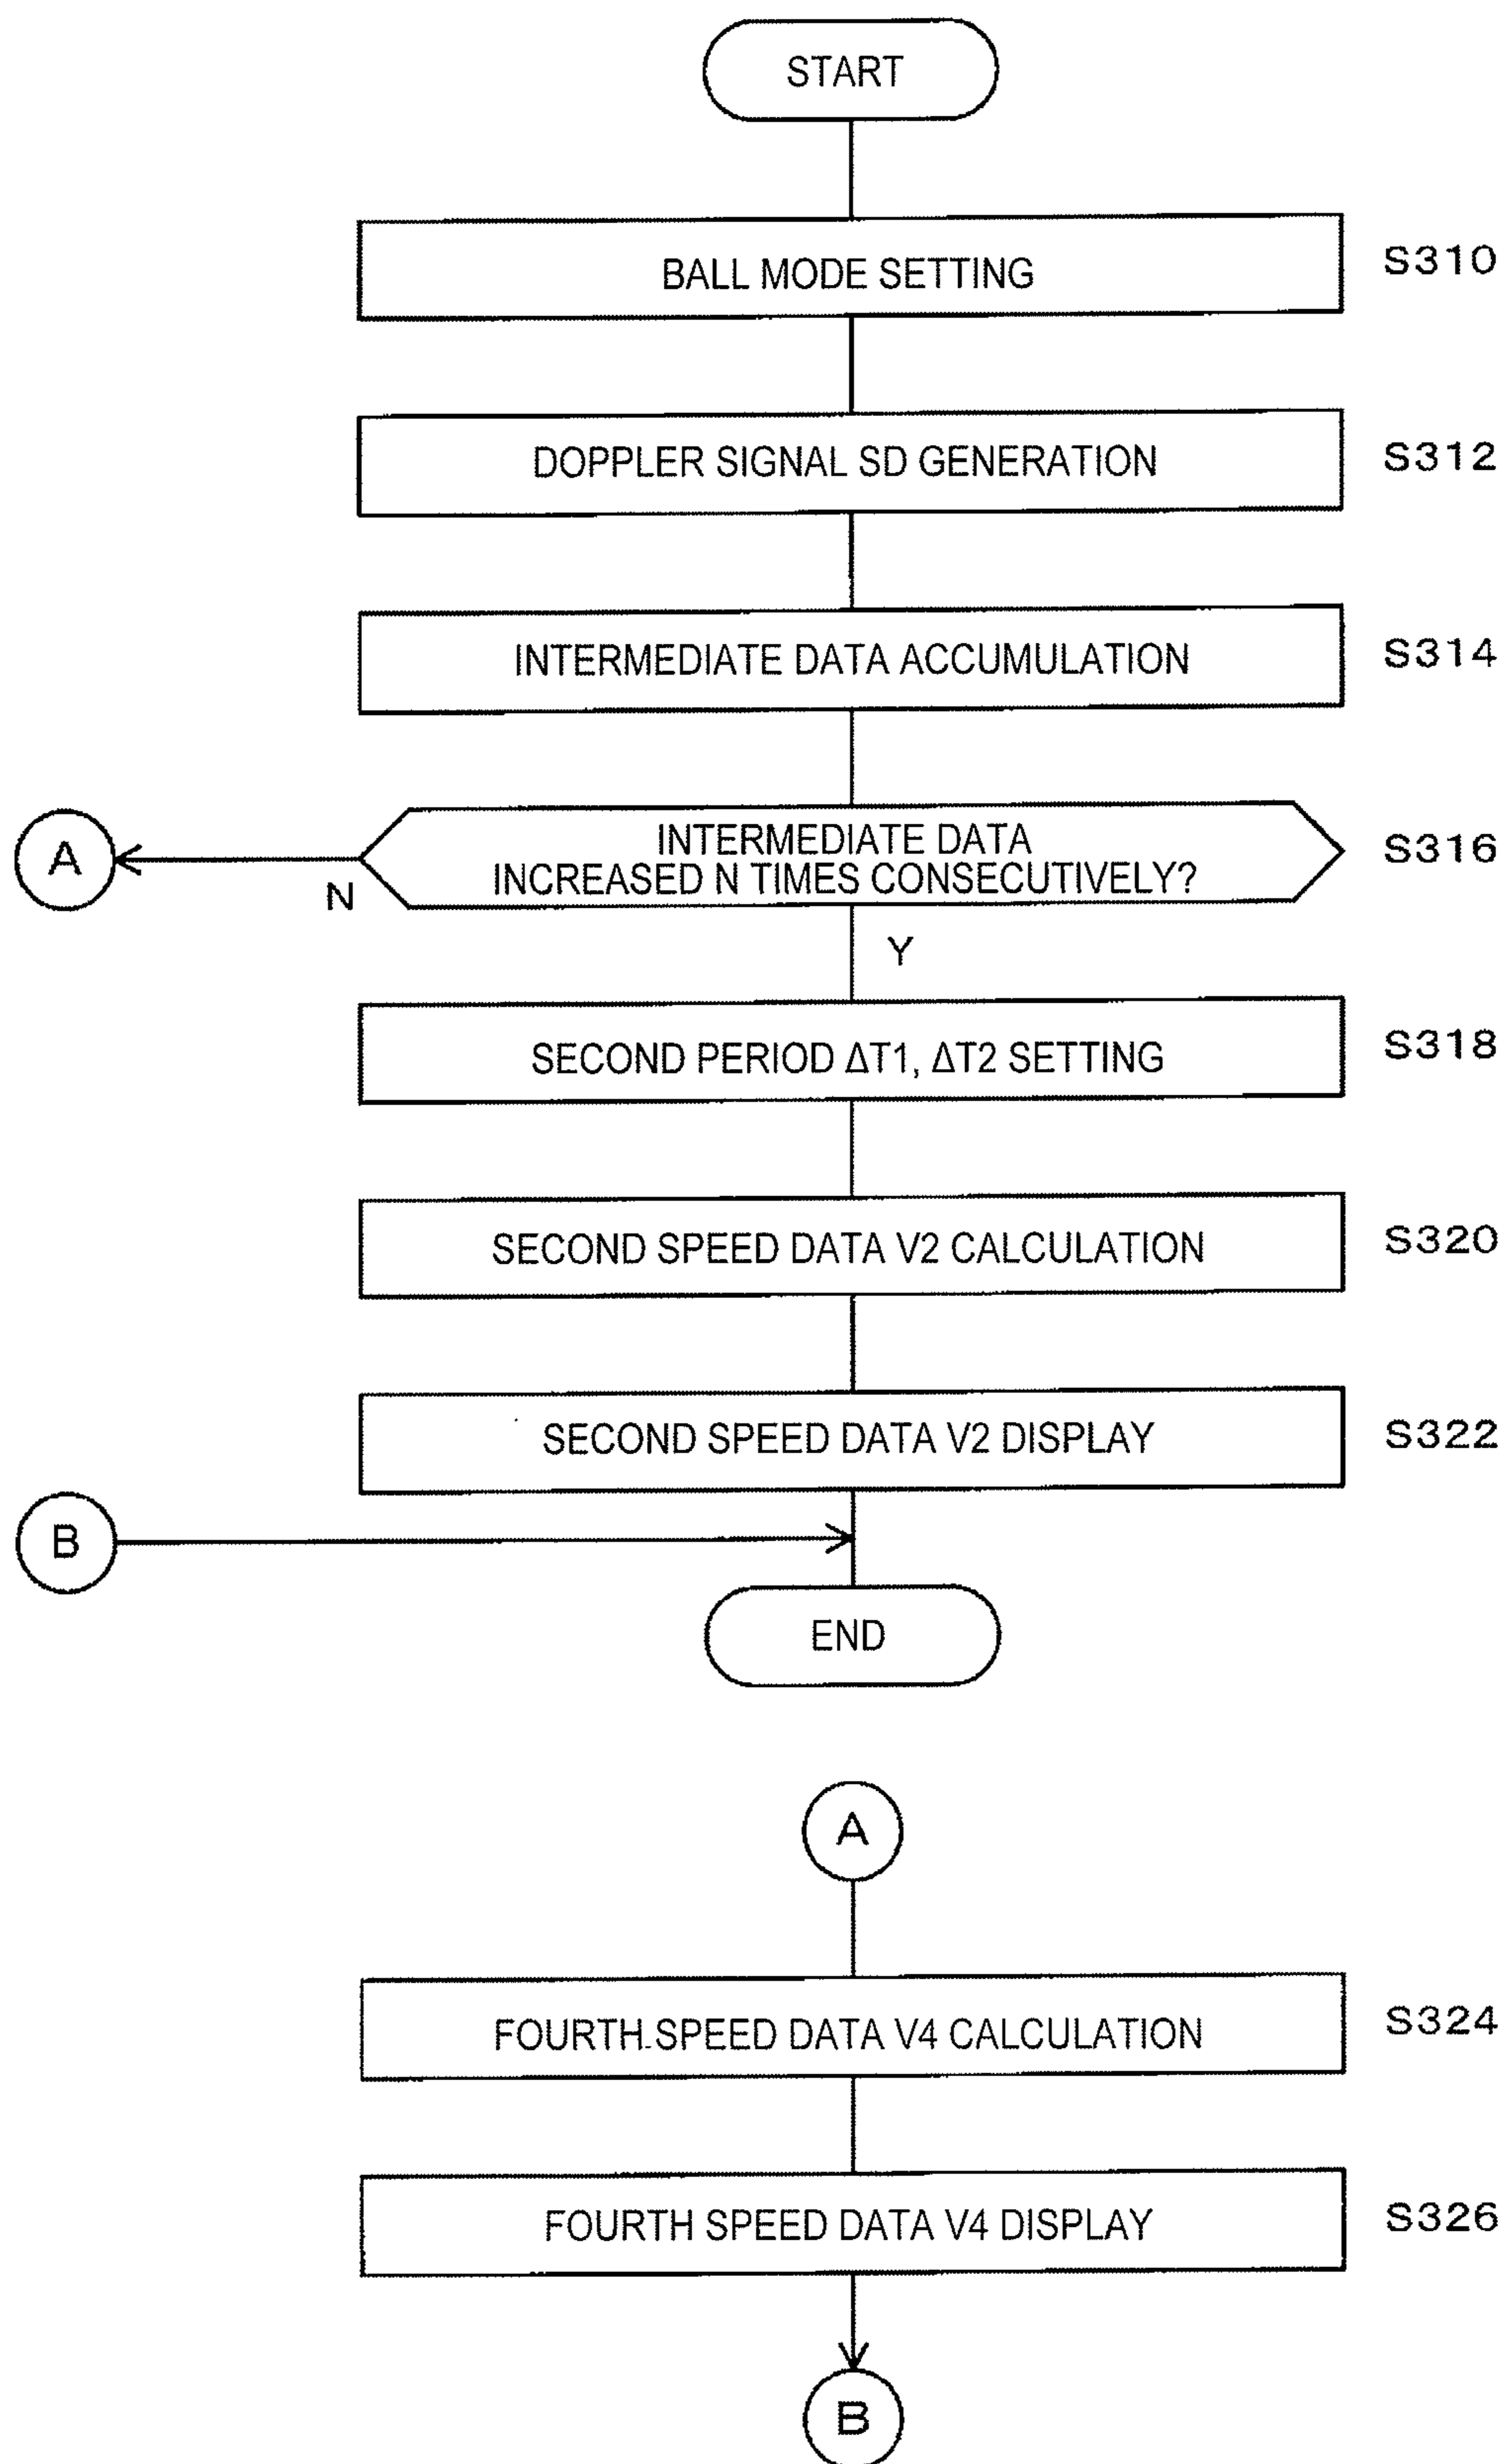 START
BALL MODE SETTING
S310
DOPPLER SIGNAL SD GENERATION
S312
INTERMEDIATE DATA ACCUMULATION
S314
A
N
INTERMEDIATE DATA
INCREASED N TIMES CONSECUTIVELY?
S316
Y
SECOND PERIOD ΔT1, ΔT2 SETTING
S318
SECOND SPEED DATA V2 CALCULATION
S320
SECOND SPEED DATA V2 DISPLAY
S322
B
END
A
FOURTH SPEED DATA V4 CALCULATION
S324
FOURTH SPEED DATA V4 DISPLAY
S326
B